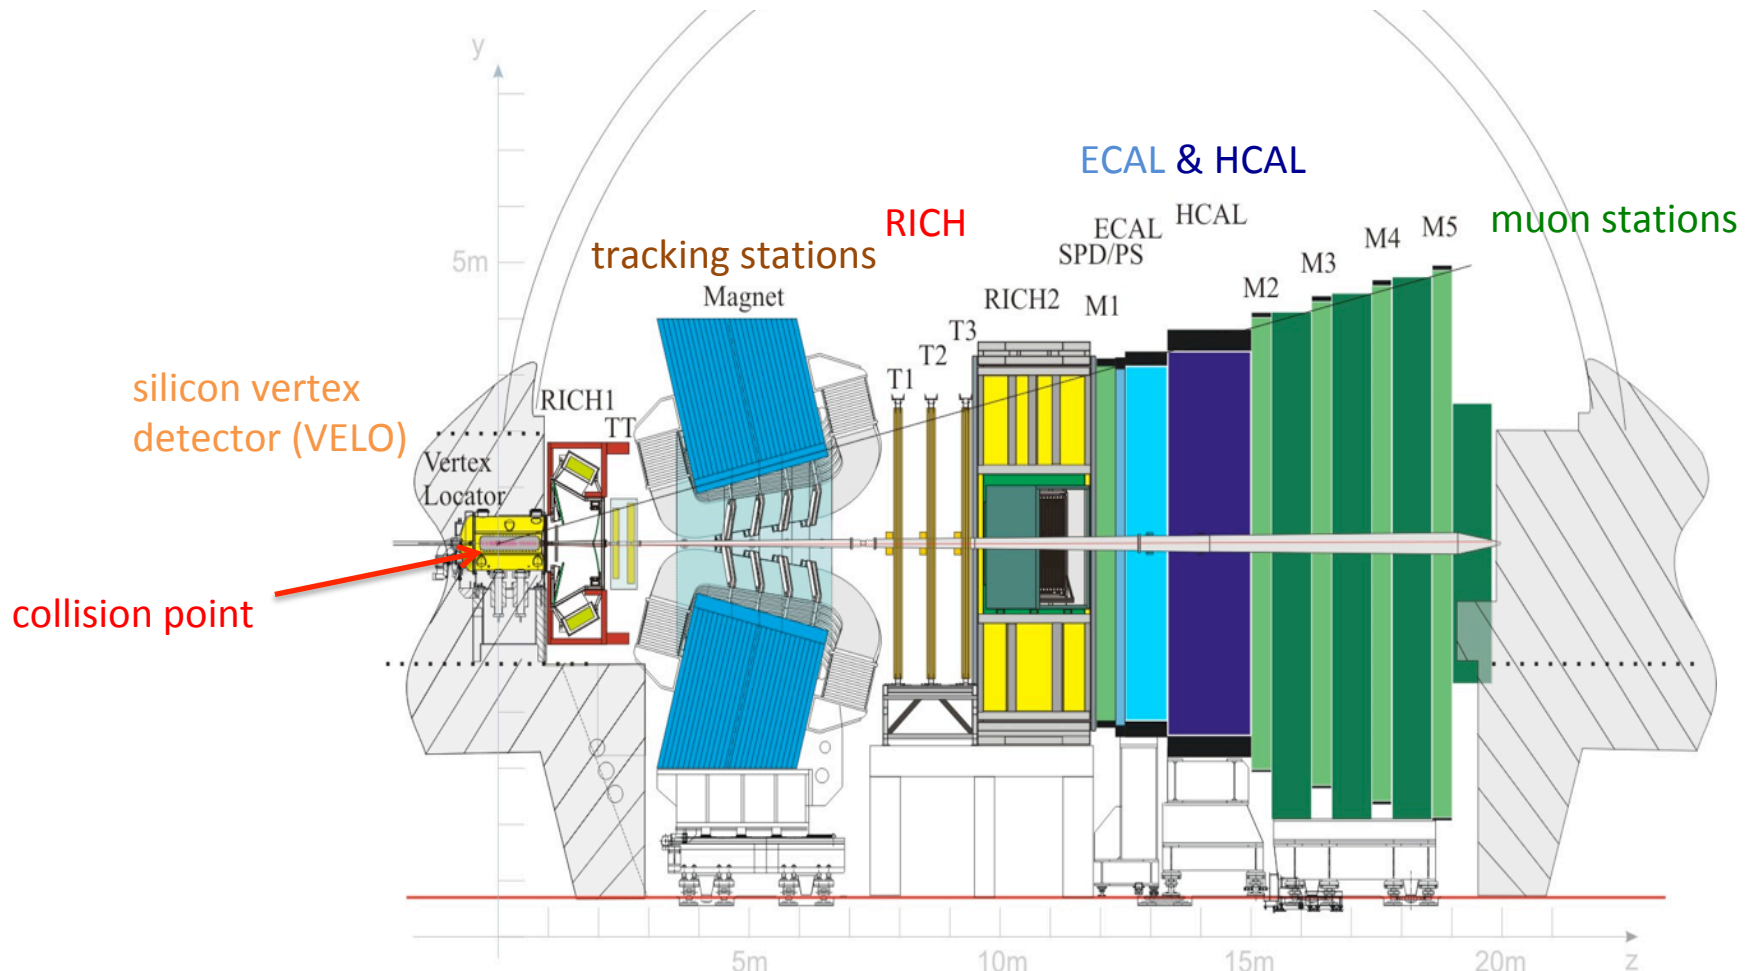 y
ECAL & HCAL
RICH
HCAL
muon stations
ECAL
M5
M4
SPD/PS
M3
5m
tracking stations
M2
Magnet
RICH2
M1
T3
T2
T1
silicon vertex
detector (VELO)
RICH1
TT
Vertex
Locator
collision point
5m
10m
15m
20m
z